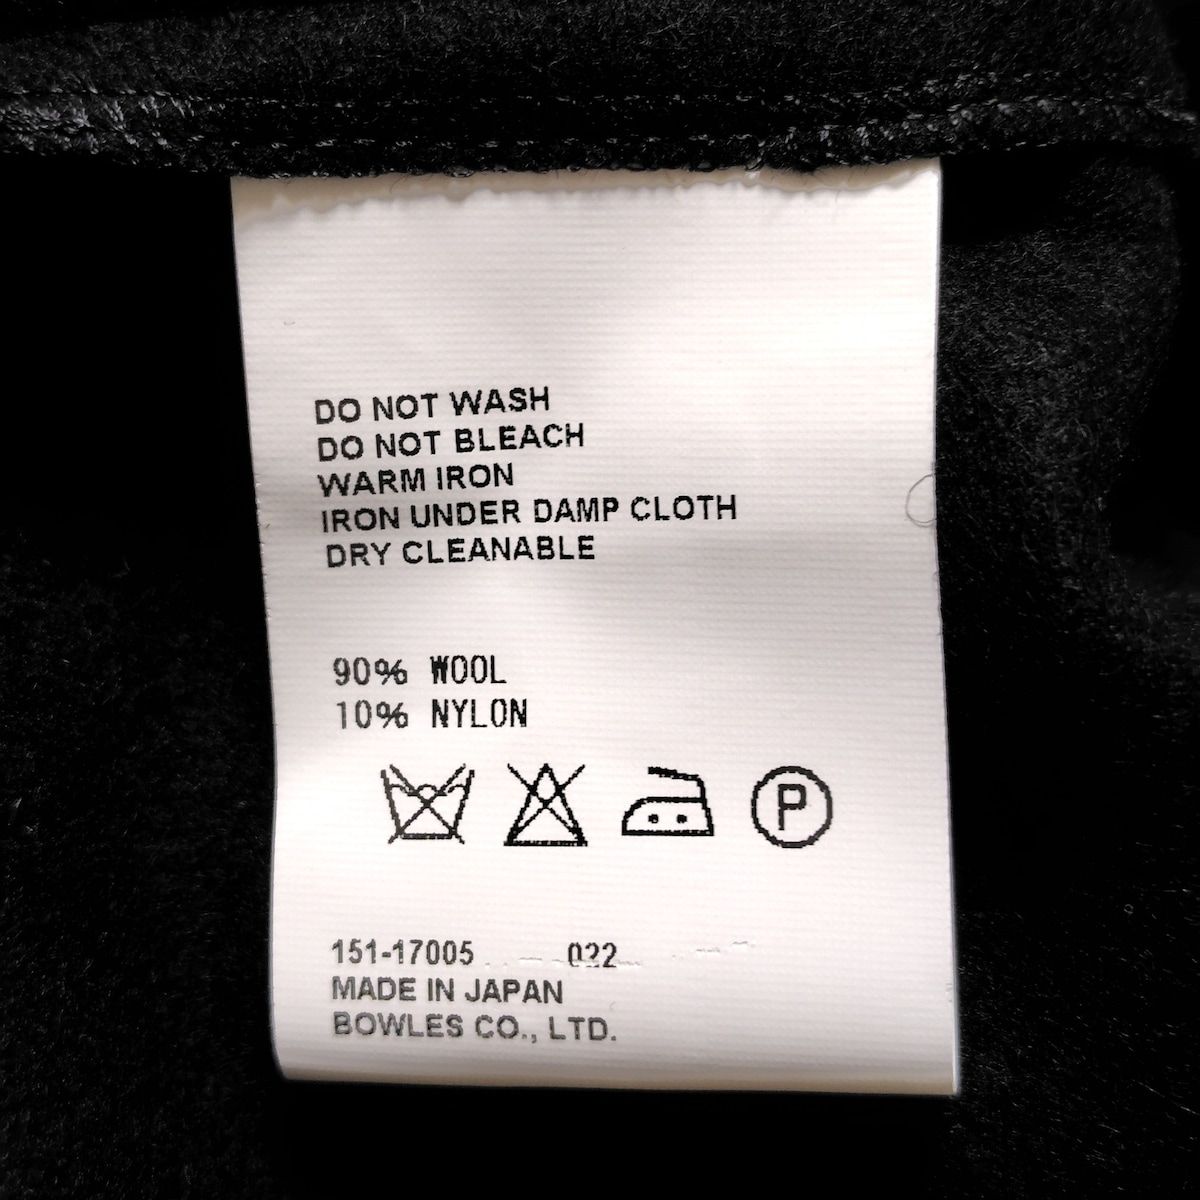 DO NOT WASH
DO NOT BLEACH
WARM IRON
IRON UNDER DAMP CLOTH
DRY CLEANABLE
90% WOOL
10% NYLON
P
151-17005 022
MADE IN JAPAN
BOWLES CO., LTD.